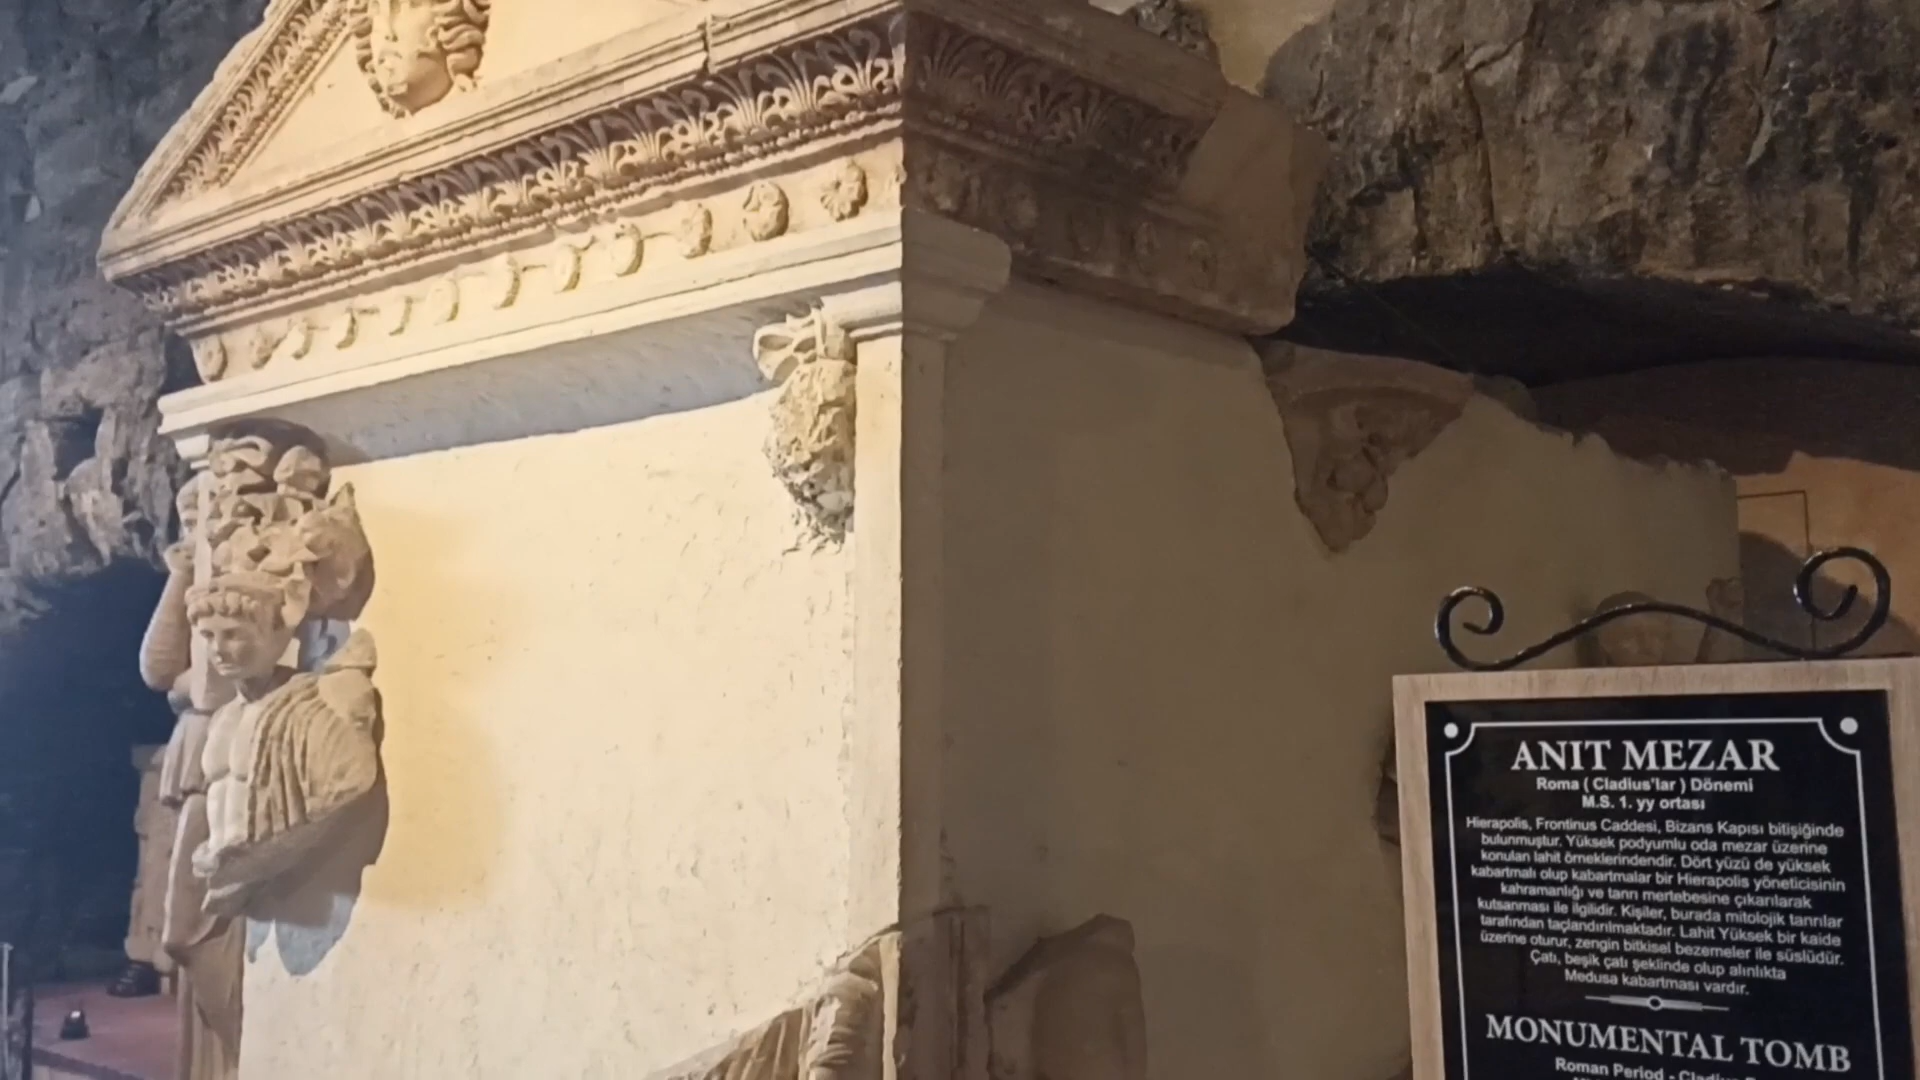 ANIT MEZAR
Roma ( Cladius'lar ) Dönemi
M.S. 1. yy ortası
Hierapolis, Frontinus Caddesi, Bizans Kapısı bitişiğinde
bulunmuştur. Yüksek podyumlu oda mezar üzerine
konulan lahit örneklerindendir. Dört yüzü de yüksek
kabartmalı olup kabartmalar bir Hierapolis yöneticisinin
kahramanlığı ve tanrı mertebesine çıkarılarak
kutsanması ile ilgilidir. Kişiler, burada mitolojik tanrılar
tarafından taçlandırılmaktadır. Lahit Yüksek bir kaide
üzerine oturur, zengin bitkisel bezemeler ile süslüdür.
Çatı, beşik çatı şeklinde olup alınlıkta
Medusa kabartması vardır.
MONUMENTAL TOMB
Roman Period -